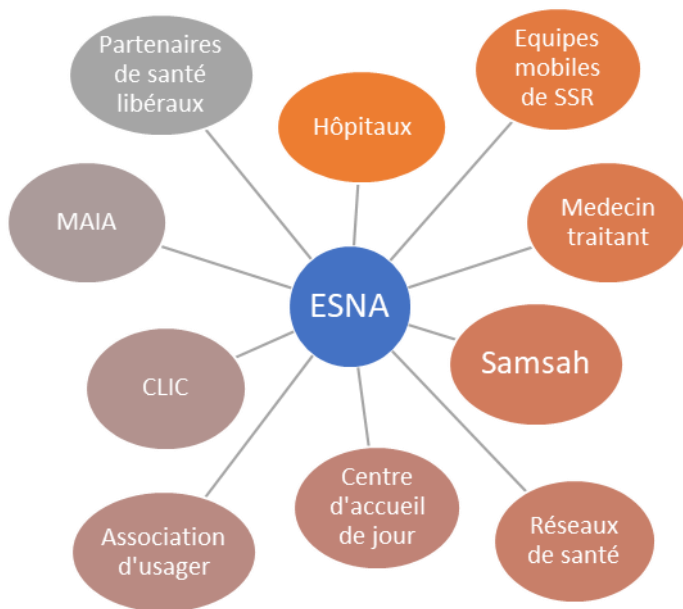 Partenaires
de santé
libéraux
Hôpitaux
Equipes
mobiles
de SSR
MAIA
Medecin
traitant
ESNA
CLIC
Samsah
Association
d'usager
Centre
d'accueil
de jour
Réseaux
de santé